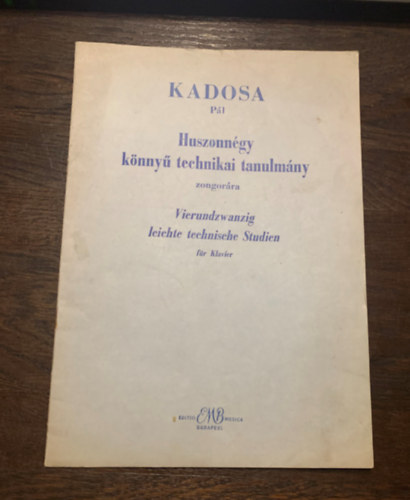 KADOSA
Pál
Huszonnégy
könnyű technikai tanulmány
zongorára
Vierundzwanzig
leichte technische Studien
für Klavier
EDITIO EMB MUSICA
BUDAPEST